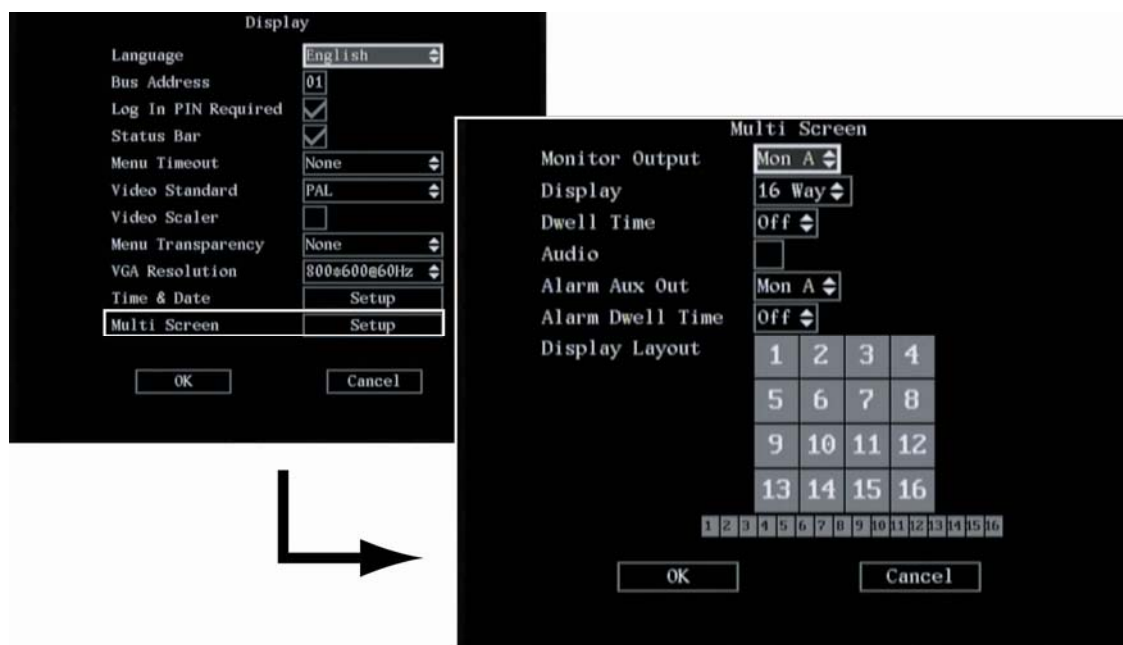 Display
Language English
Bus Address 01
Log In PIN Required
Status Bar
Menu Timeout None
Video Standard PAL
Video Scaler
Menu Transparency None
VGA Resolution 800*600@60Hz
Time & Date Setup
Multi Screen Setup
OK Cancel
Multi Screen
Monitor Output Mon A
Display 16 Way
Dwell Time Off
Audio
Alarm Aux Out Mon A
Alarm Dwell Time Off
Display Layout
1 2 3 4
5 6 7 8
9 10 11 12
13 14 15 16
1 2 3 4 5 6 7 8 9 10 11 12 13 14 15 16
OK Cancel